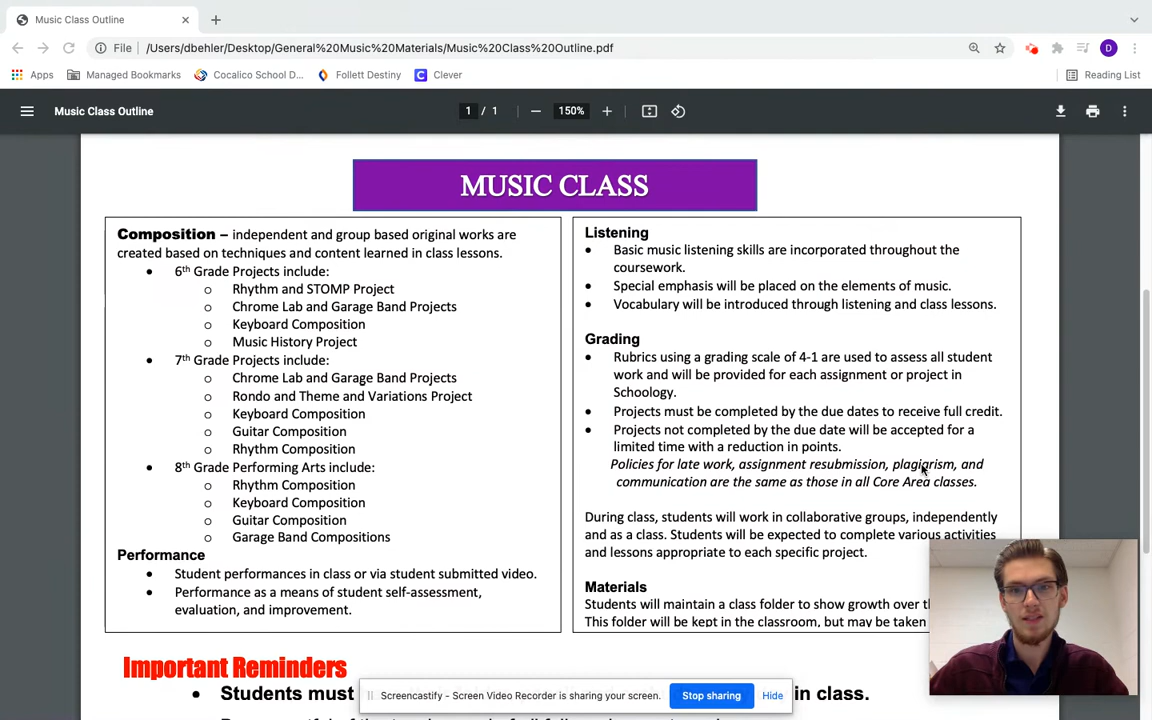 Music Class Outline
File /Users/dbehler/Desktop/General%20Music%20Materials/Music%20Class%20Outline.pdf
D
Apps Managed Bookmarks Cocalico School D... Follett Destiny C Clever Reading List
Music Class Outline 1 / 1 − 150% +
MUSIC CLASS
Composition – independent and group based original works are
created based on techniques and content learned in class lessons.
• 6th Grade Projects include:
o Rhythm and STOMP Project
o Chrome Lab and Garage Band Projects
o Keyboard Composition
o Music History Project
• 7th Grade Projects include:
o Chrome Lab and Garage Band Projects
o Rondo and Theme and Variations Project
o Keyboard Composition
o Guitar Composition
o Rhythm Composition
• 8th Grade Performing Arts include:
o Rhythm Composition
o Keyboard Composition
o Guitar Composition
o Garage Band Compositions
Performance
• Student performances in class or via student submitted video.
• Performance as a means of student self-assessment,
evaluation, and improvement.
Listening
• Basic music listening skills are incorporated throughout the
coursework.
• Special emphasis will be placed on the elements of music.
• Vocabulary will be introduced through listening and class lessons.
Grading
• Rubrics using a grading scale of 4-1 are used to assess all student
work and will be provided for each assignment or project in
Schoology.
• Projects must be completed by the due dates to receive full credit.
• Projects not completed by the due date will be accepted for a
limited time with a reduction in points.
Policies for late work, assignment resubmission, plagiarism, and
communication are the same as those in all Core Area classes.
During class, students will work in collaborative groups, independently
and as a class. Students will be expected to complete various activities
and lessons appropriate to each specific project.
Materials
Students will maintain a class folder to show growth over
This folder will be kept in the classroom, but may be taken
Important Reminders
• Students must in class.
Screencastify - Screen Video Recorder is sharing your screen. Stop sharing Hide